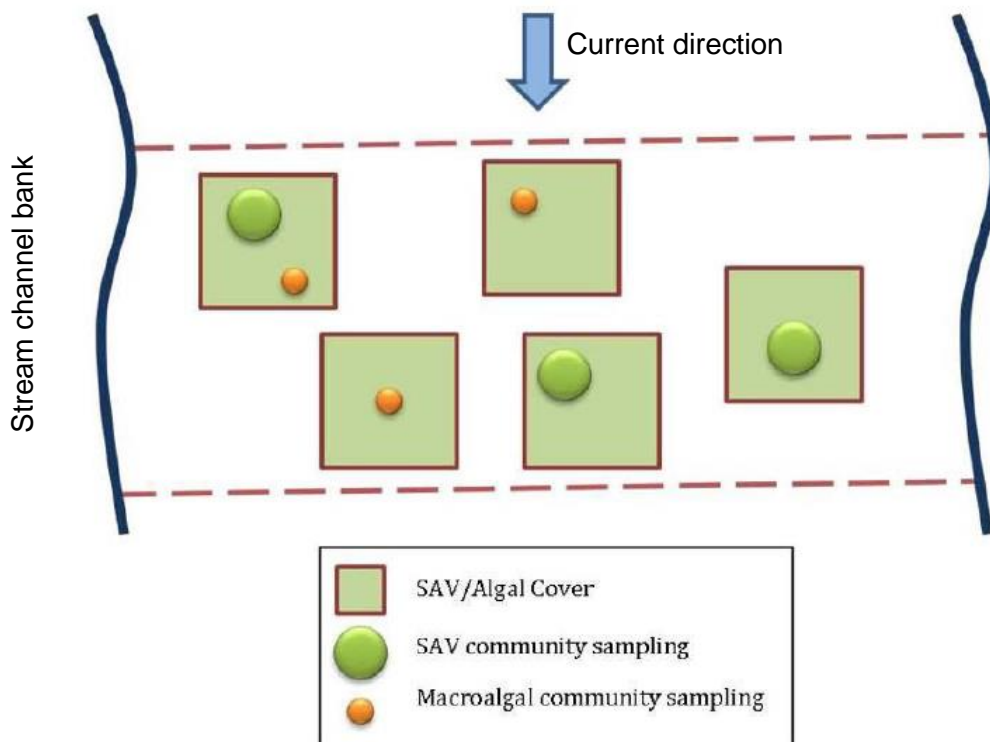 Current direction
Stream channel bank
SAV/Algal Cover
SAV community sampling
Macroalgal community sampling